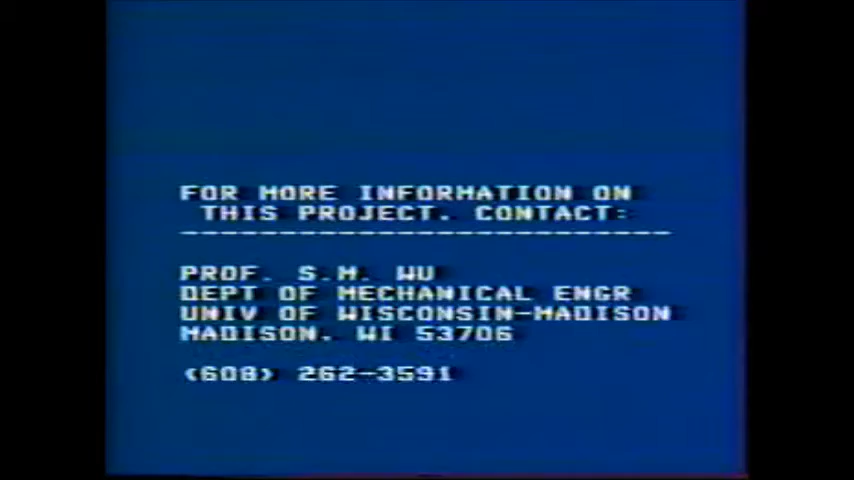 FOR MORE INFORMATION ON
THIS PROJECT, CONTACT:
---------------------------
PROF. S.M. WU
DEPT OF MECHANICAL ENGR
UNIV OF WISCONSIN-MADISON
MADISON, WI 53706
(608) 262-3591